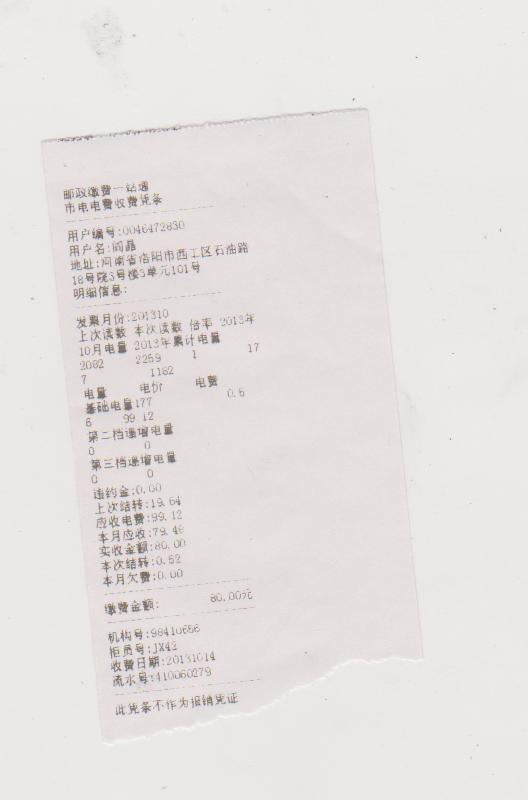 邮政缴费一站通
市电电费收费凭条
用户编号:0046472830
用户名:阎晶
地址:河南省洛阳市西工区石油路
18号院3号楼3单元101号
明细信息:
发票月份:201310
上次读数 本次读数 倍率 2013年
10月电量 2013年累计电量
2082 2259 1 17
7 1182
电量 电价 电费
基础电量177 0.5
6 99.12
第二档递增电量
0 0
第三档递增电量
0 0
违约金:0.00
上次结转:19.64
应收电费:99.12
本月应收:79.48
实收金额:80.00
本次结转:0.52
本月欠费:0.00
缴费金额: 80.00元
机构号:98410656
柜员号:JX42
收费日期:20131014
流水号:410060279
此凭条不作为报销凭证